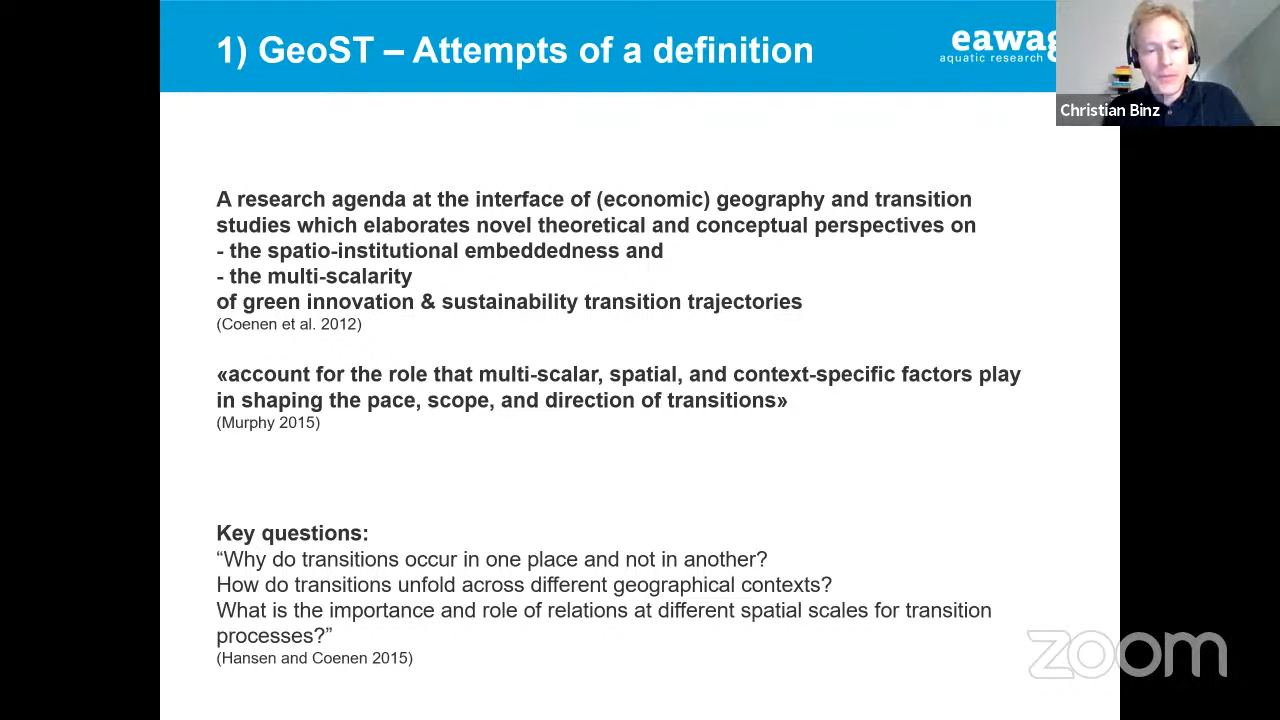 1) GeoST – Attempts of a definition
eawag
aquatic research
Christian Binz
A research agenda at the interface of (economic) geography and transition
studies which elaborates novel theoretical and conceptual perspectives on
- the spatio-institutional embeddedness and
- the multi-scalarity
of green innovation & sustainability transition trajectories
(Coenen et al. 2012)
«account for the role that multi-scalar, spatial, and context-specific factors play
in shaping the pace, scope, and direction of transitions»
(Murphy 2015)
Key questions:
“Why do transitions occur in one place and not in another?
How do transitions unfold across different geographical contexts?
What is the importance and role of relations at different spatial scales for transition
processes?”
(Hansen and Coenen 2015)
zoom